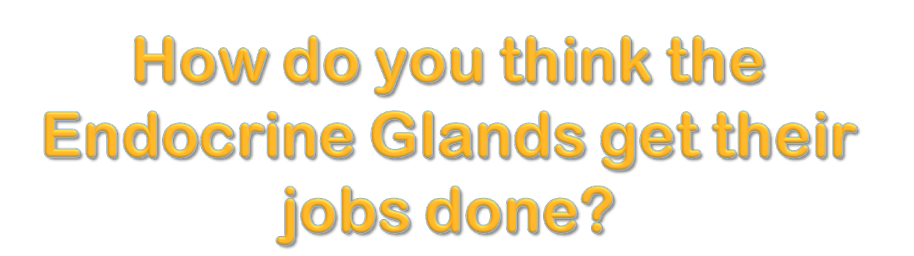 How do you think the
Endocrine Glands get their
jobs done?